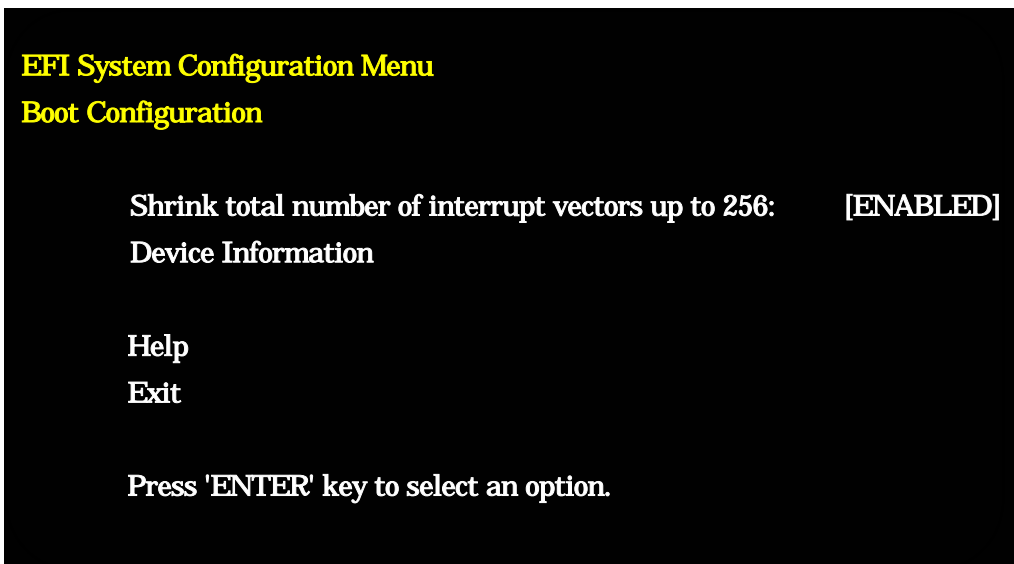 EFI System Configuration Menu
Boot Configuration
Shrink total number of interrupt vectors up to 256: [ENABLED]
Device Information
Help
Exit
Press 'ENTER' key to select an option.